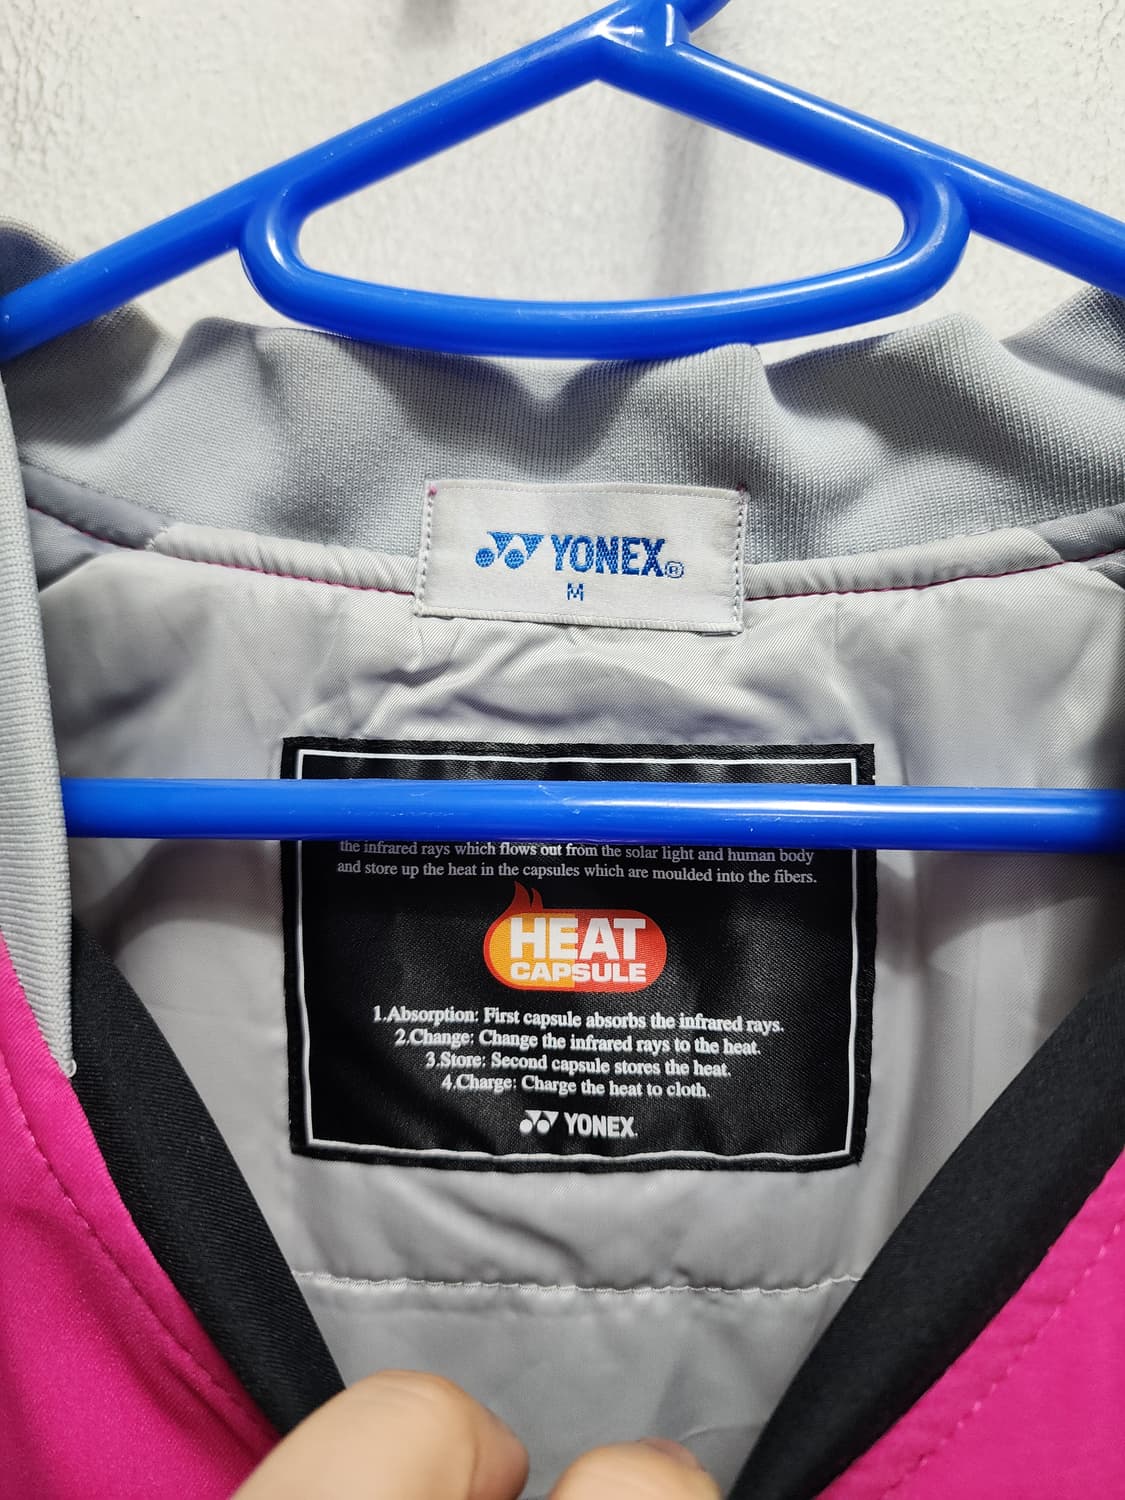 YONEX®
M
the infrared rays which flows out from the solar light and human body
and store up the heat in the capsules which are moulded into the fibers.
HEAT
CAPSULE
1.Absorption: First capsule absorbs the infrared rays.
2.Change: Change the infrared rays to the heat.
3.Store: Second capsule stores the heat.
4.Charge: Charge the heat to cloth.
YONEX